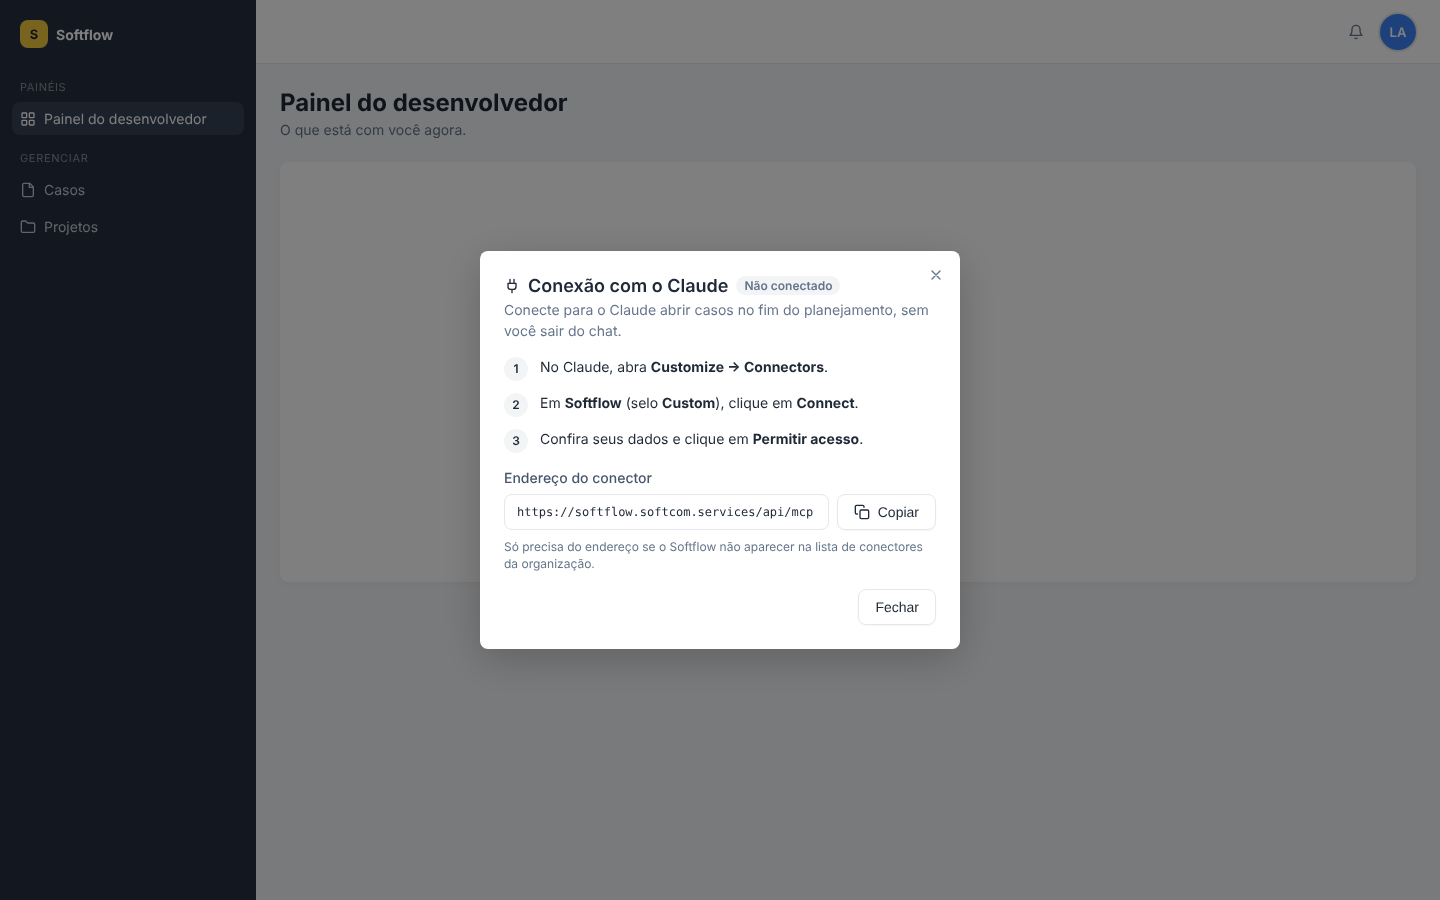 S Softflow
LA
PAINÉIS
Painel do desenvolvedor
GERENCIAR
Casos
Projetos
Painel do desenvolvedor
O que está com você agora.
Conexão com o Claude Não conectado
Conecte para o Claude abrir casos no fim do planejamento, sem
você sair do chat.
1 No Claude, abra Customize → Connectors.
2 Em Softflow (selo Custom), clique em Connect.
3 Confira seus dados e clique em Permitir acesso.
Endereço do conector
https://softflow.softcom.services/api/mcp Copiar
Só precisa do endereço se o Softflow não aparecer na lista de conectores
da organização.
Fechar